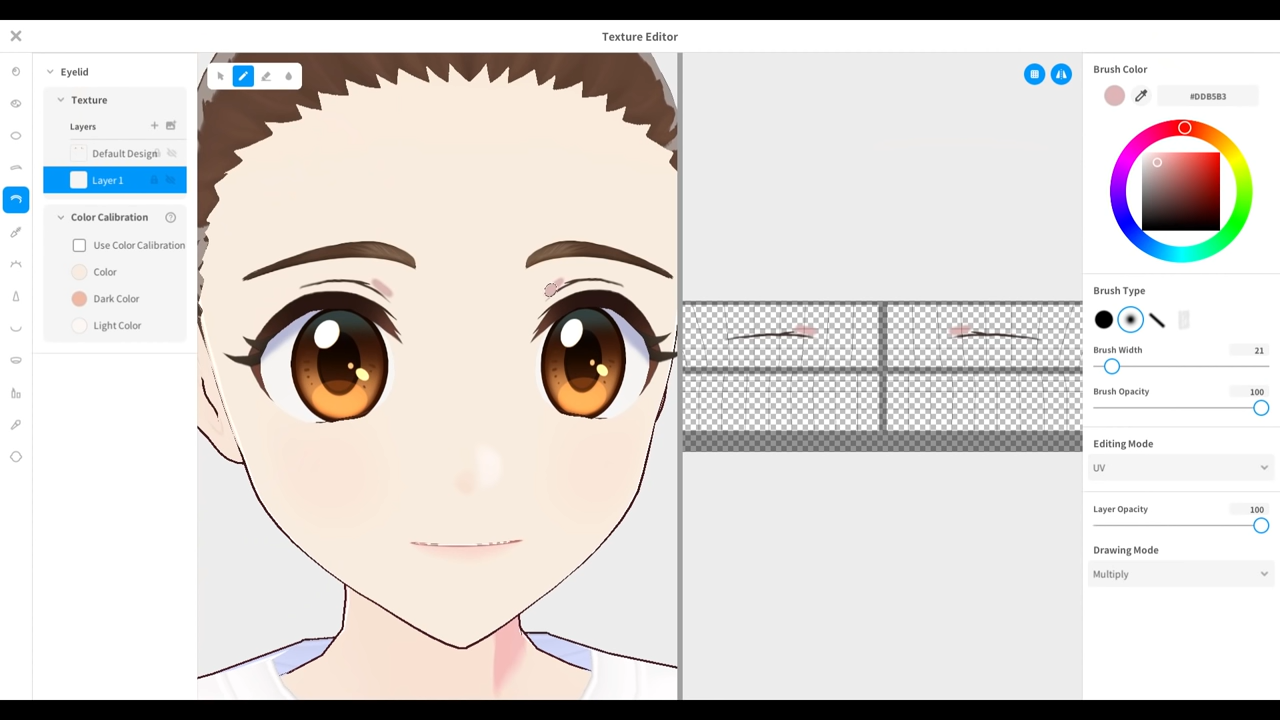 Texture Editor
Eyelid
Texture
Layers
Default Design
Layer 1
Color Calibration
?
Use Color Calibration
Color
Dark Color
Light Color
Brush Color
#DDB5B3
Brush Type
Brush Width
21
Brush Opacity
100
Editing Mode
UV
Layer Opacity
100
Drawing Mode
Multiply